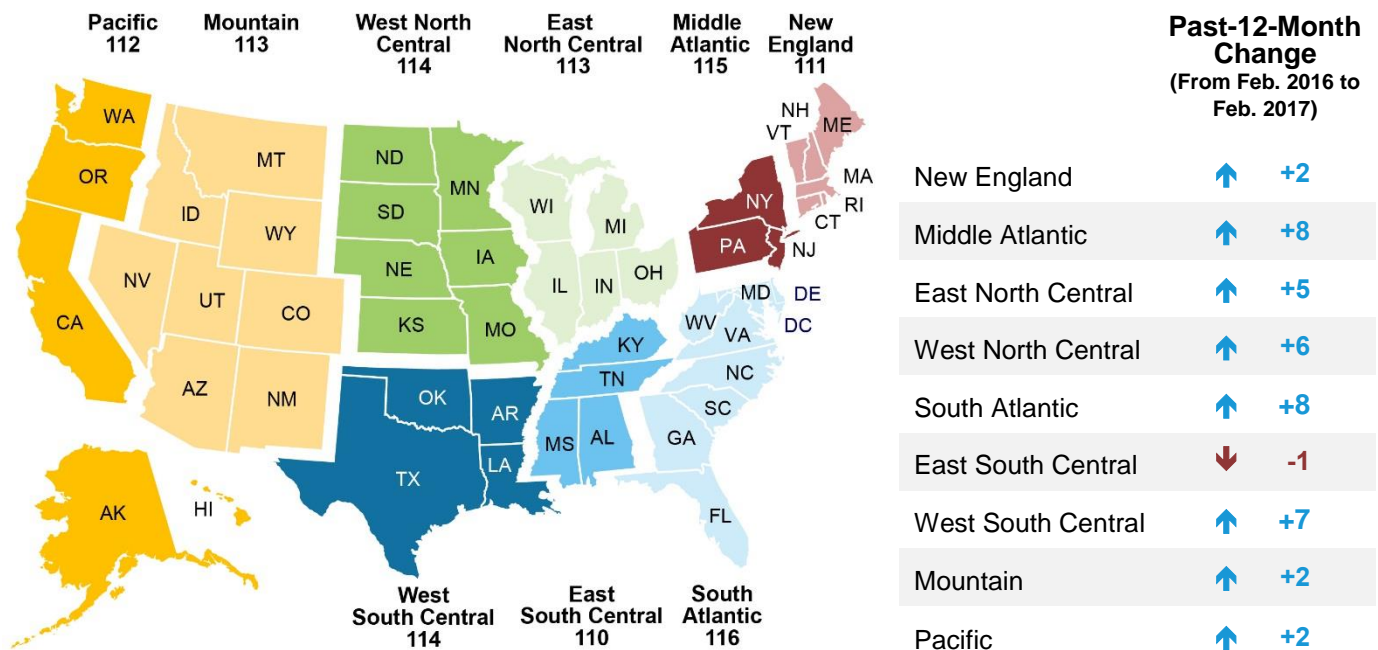 Pacific
112
Mountain
113
West North
Central
114
East
North Central
113
Middle
Atlantic
115
New
England
111
WA
OR
CA
AK
HI
MT
ID
WY
NV
UT
CO
AZ
NM
ND
SD
NE
KS
MN
IA
MO
WI
MI
IL
IN
OH
NY
PA
NJ
NH
VT
ME
MA
RI
CT
MD
DE
DC
WV
VA
NC
SC
GA
FL
KY
TN
MS
AL
OK
AR
TX
LA
West
South Central
114
East
South Central
110
South
Atlantic
116
Past-12-Month
Change
(From Feb. 2016 to
Feb. 2017)
New England +2
Middle Atlantic +8
East North Central +5
West North Central +6
South Atlantic +8
East South Central -1
West South Central +7
Mountain +2
Pacific +2